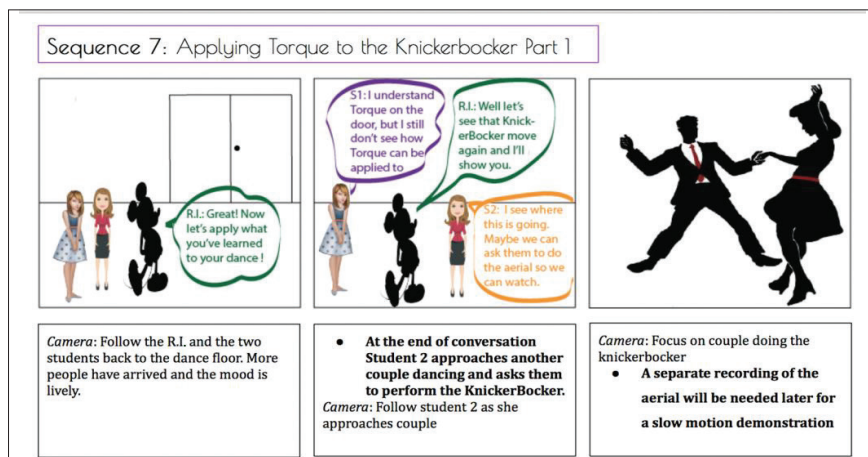 Sequence 7: Applying Torque to the Knickerbocker Part 1
R.I.: Great! Now
let's apply what
you've learned
to your dance !
S1: I understand
Torque on the
door, but I still
don't see how
Torque can be
applied to
R.I.: Well let's
see that Knick-
erBocker move
again and I'll
show you.
S2: I see where
this is going.
Maybe we can
ask them to do
the aerial so we
can watch.
Camera: Follow the R.I. and the two
students back to the dance floor. More
people have arrived and the mood is
lively.
● At the end of conversation
Student 2 approaches another
couple dancing and asks them
to perform the KnickerBocker.
Camera: Follow student 2 as she
approaches couple
Camera: Focus on couple doing the
knickerbocker
● A separate recording of the
aerial will be needed later for
a slow motion demonstration